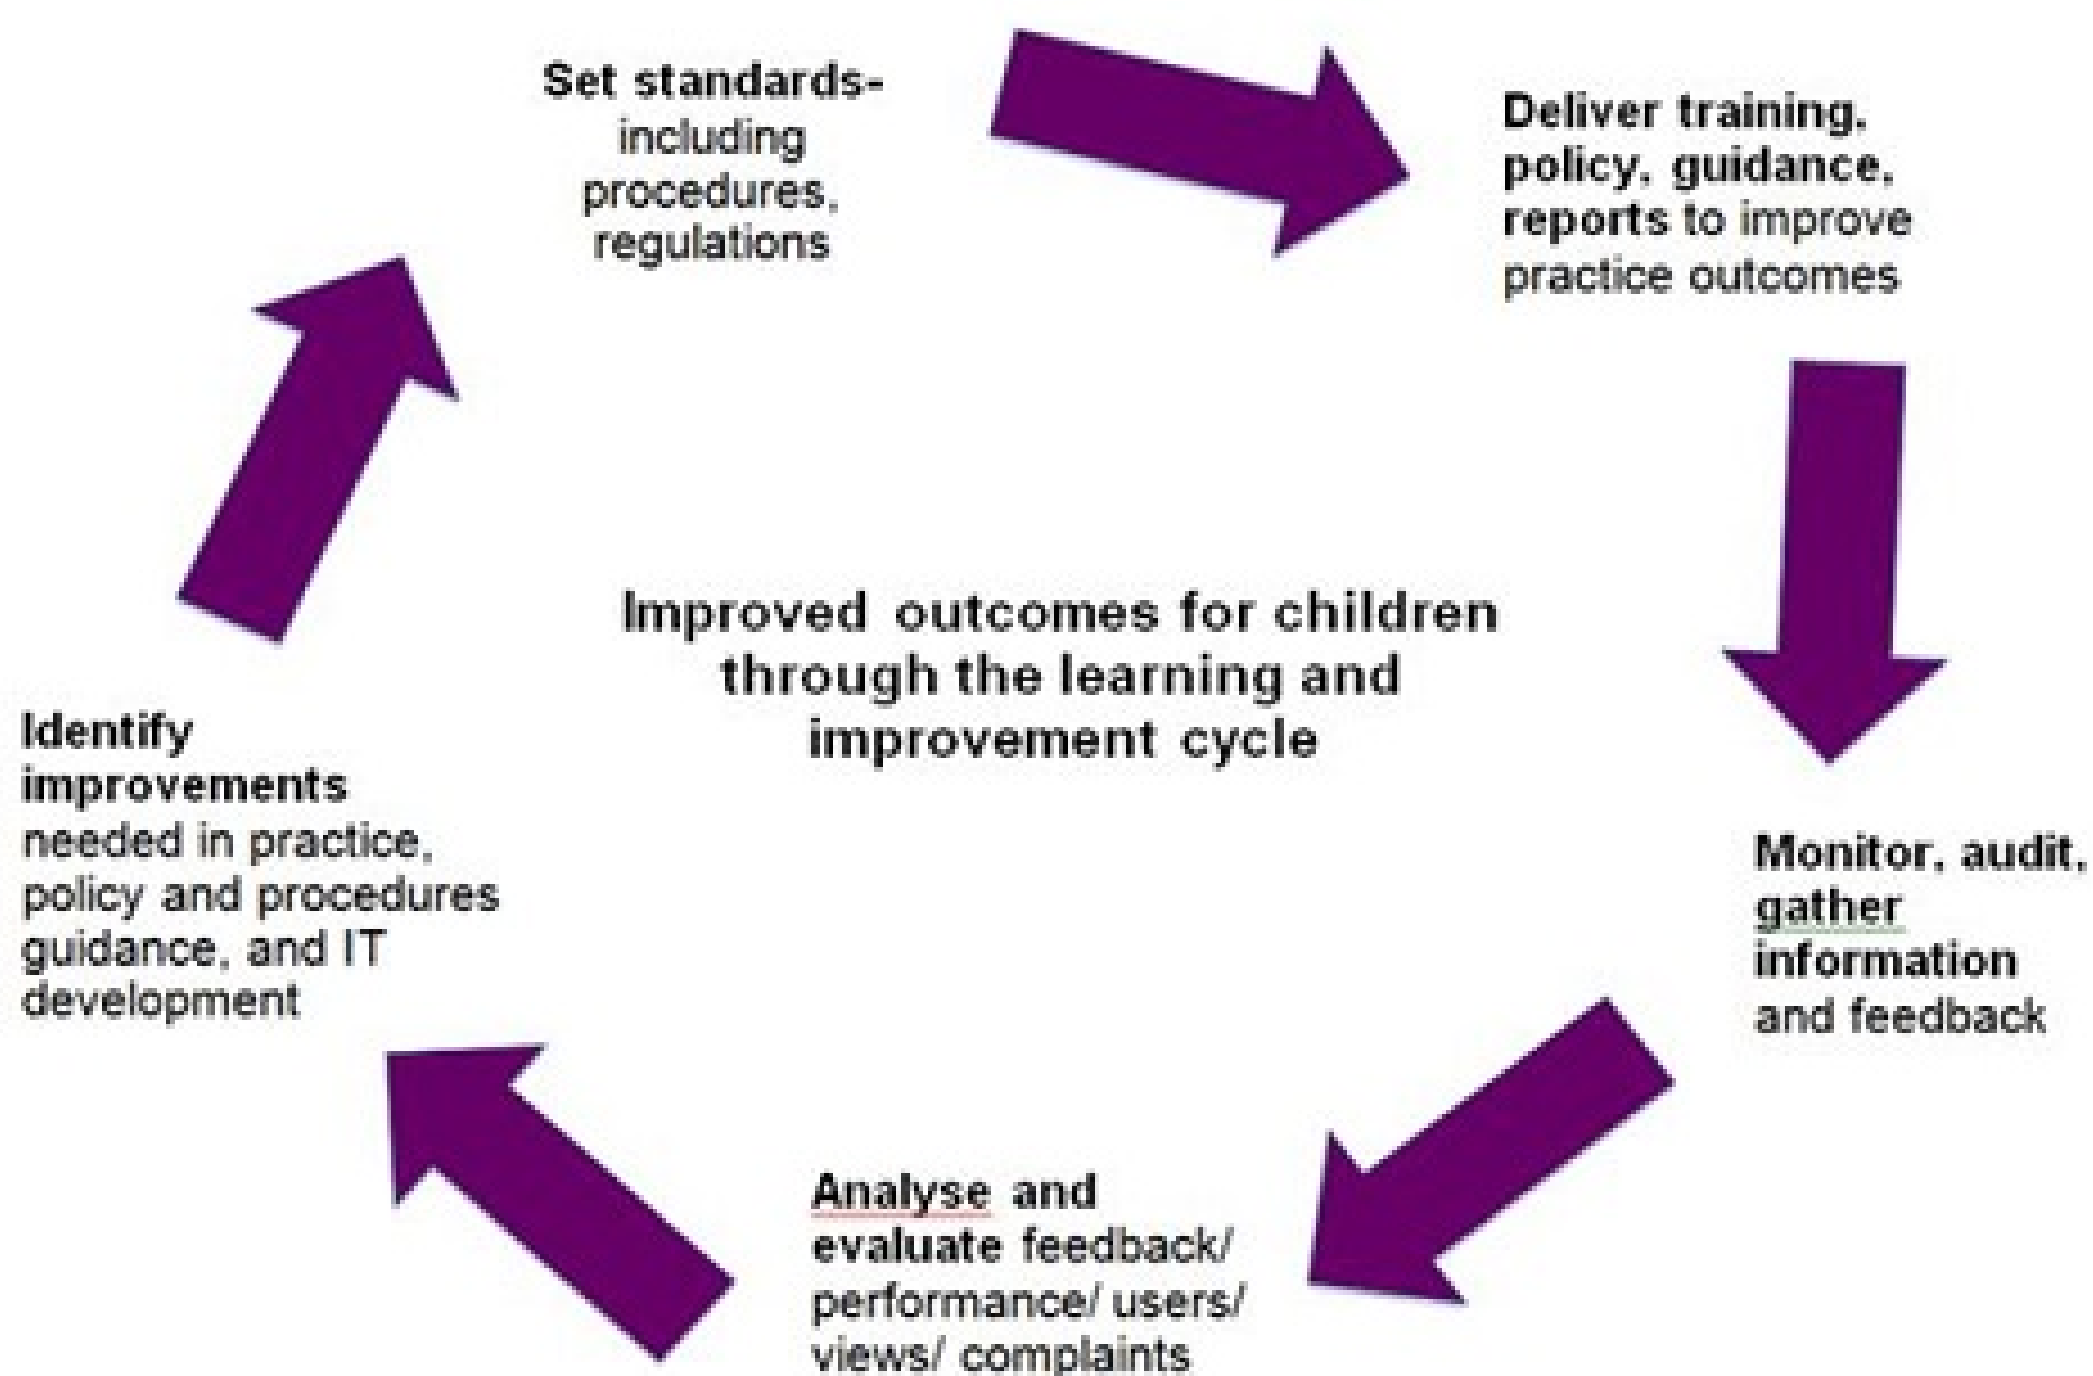 Set standards-
including
procedures,
regulations
Deliver training,
policy, guidance,
reports to improve
practice outcomes
Improved outcomes for children
through the learning and
improvement cycle
Identify
improvements
needed in practice,
policy and procedures
guidance, and IT
development
Monitor, audit,
gather
information
and feedback
Analyse and
evaluate feedback/
performance/ users/
views/ complaints